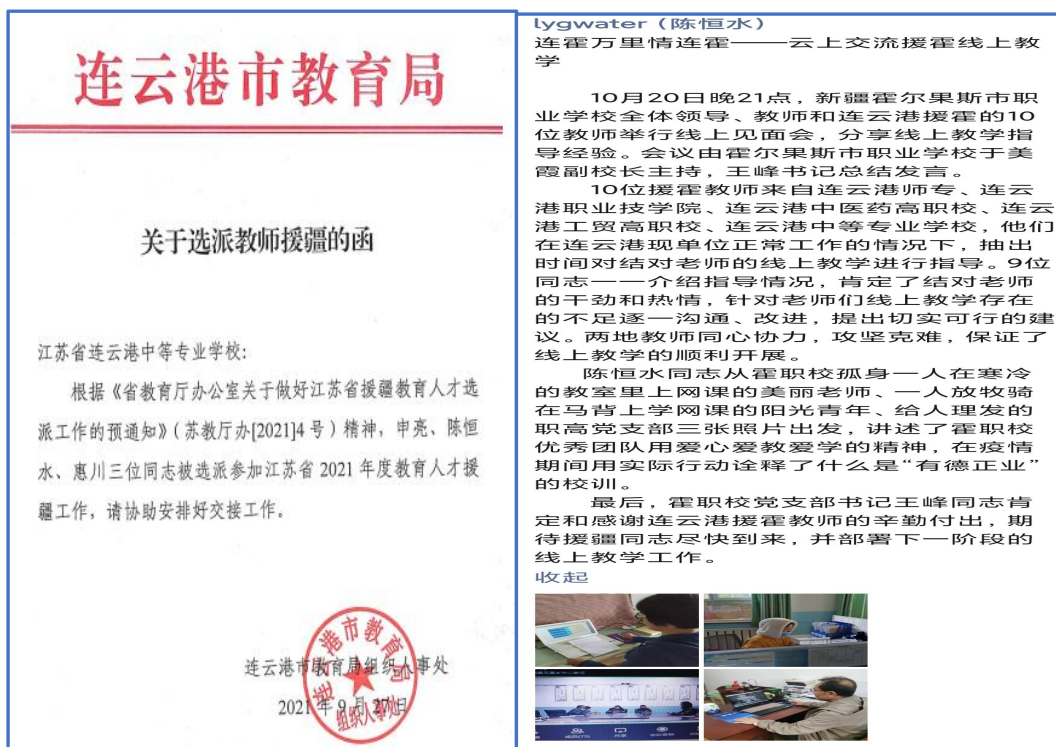 连云港市教育局
关于选派教师援疆的函
江苏省连云港中等专业学校:
根据《省教育厅办公室关于做好江苏省援疆教育人才选
派工作的预通知》(苏教厅办[2021]4号)精神,申亮、陈恒
水、惠川三位同志被选派参加江苏省 2021 年度教育人才援
疆工作,请协助安排好交接工作。
连云港市教育局组织人事处
2021年9月27日
连云港市教育局
组织人事处
lygwater(陈恒水)
连霍万里情连霍——云上交流援霍线上教
学
10月20日晚21点,新疆霍尔果斯市职
业学校全体领导、教师和连云港援霍的10
位教师举行线上见面会,分享线上教学指
导经验。会议由霍尔果斯市职业学校于美
霞副校长主持,王峰书记总结发言。
10位援霍教师来自连云港师专、连云
港职业技学院、连云港中医药高职校、连云
港工贸高职校、连云港中等专业学校,他们
在连云港现单位正常工作的情况下,抽出
时间对结对老师的线上教学进行指导。9位
同志一一介绍指导情况,肯定了结对老师
的干劲和热情,针对老师们线上教学存在
的不足逐一沟通、改进,提出切实可行的建
议。两地教师同心协力,攻坚克难,保证了
线上教学的顺利开展。
陈恒水同志从霍职校孤身一人在寒冷
的教室里上网课的美丽老师、一人放牧骑
在马背上学网课的阳光青年、给人理发的
职高党支部三张照片出发,讲述了霍职校
优秀团队用爱心爱教爱学的精神,在疫情
期间用实际行动诠释了什么是“有德正业”
的校训。
最后,霍职校党支部书记王峰同志肯
定和感谢连云港援霍教师的辛勤付出,期
待援疆同志尽快到来,并部署下一阶段的
线上教学工作。
收起